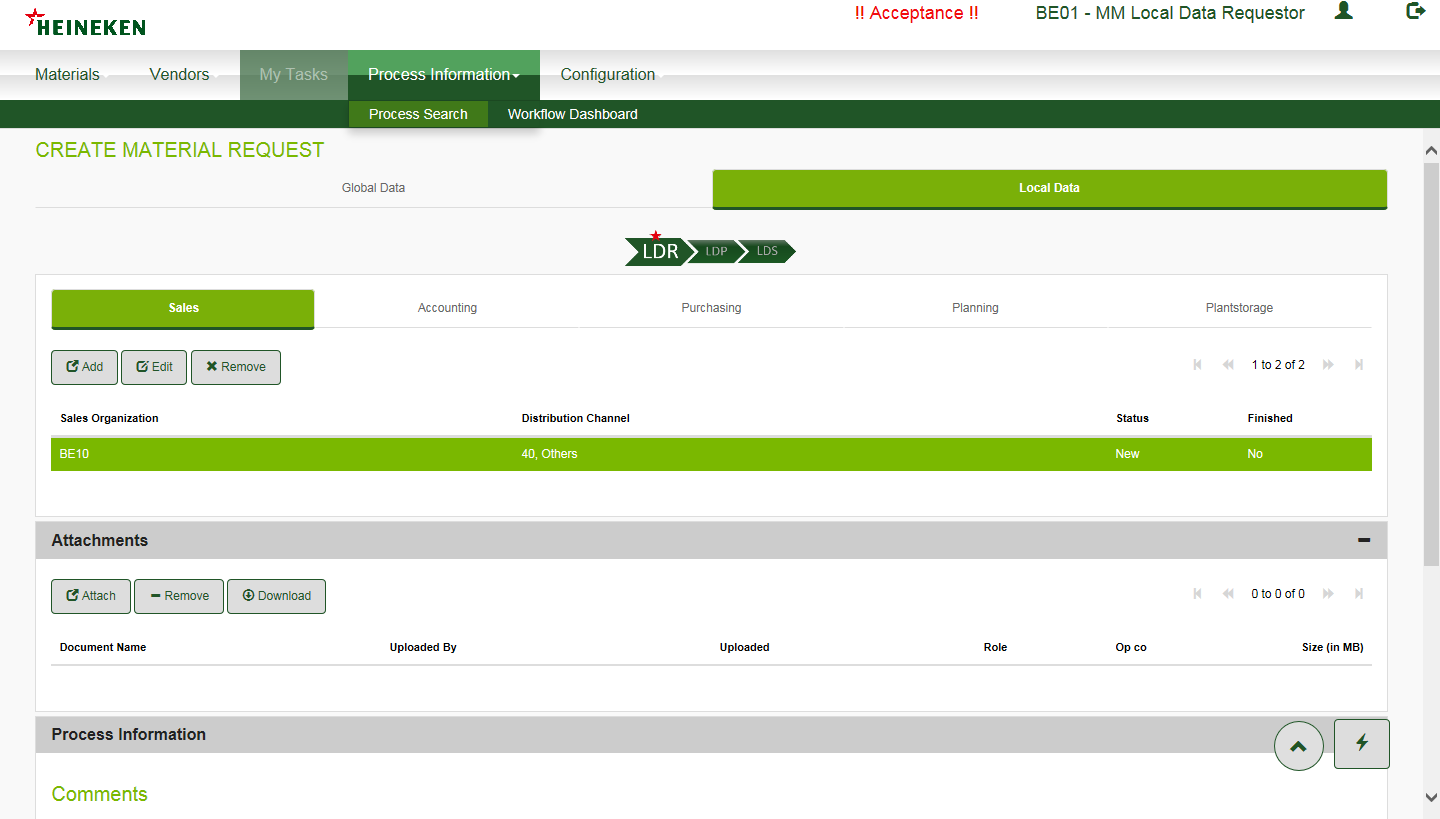 HEINEKEN
!! Acceptance !! BE01 - MM Local Data Requestor
Materials Vendors My Tasks Process Information Configuration
Process Search Workflow Dashboard
CREATE MATERIAL REQUEST
Global Data Local Data
LDR LDP LDS
Sales Accounting Purchasing Planning Plantstorage
Add Edit Remove 1 to 2 of 2
Sales Organization Distribution Channel Status Finished
BE10 40, Others New No
Attachments
Attach Remove Download 0 to 0 of 0
Document Name Uploaded By Uploaded Role Op co Size (in MB)
Process Information
Comments